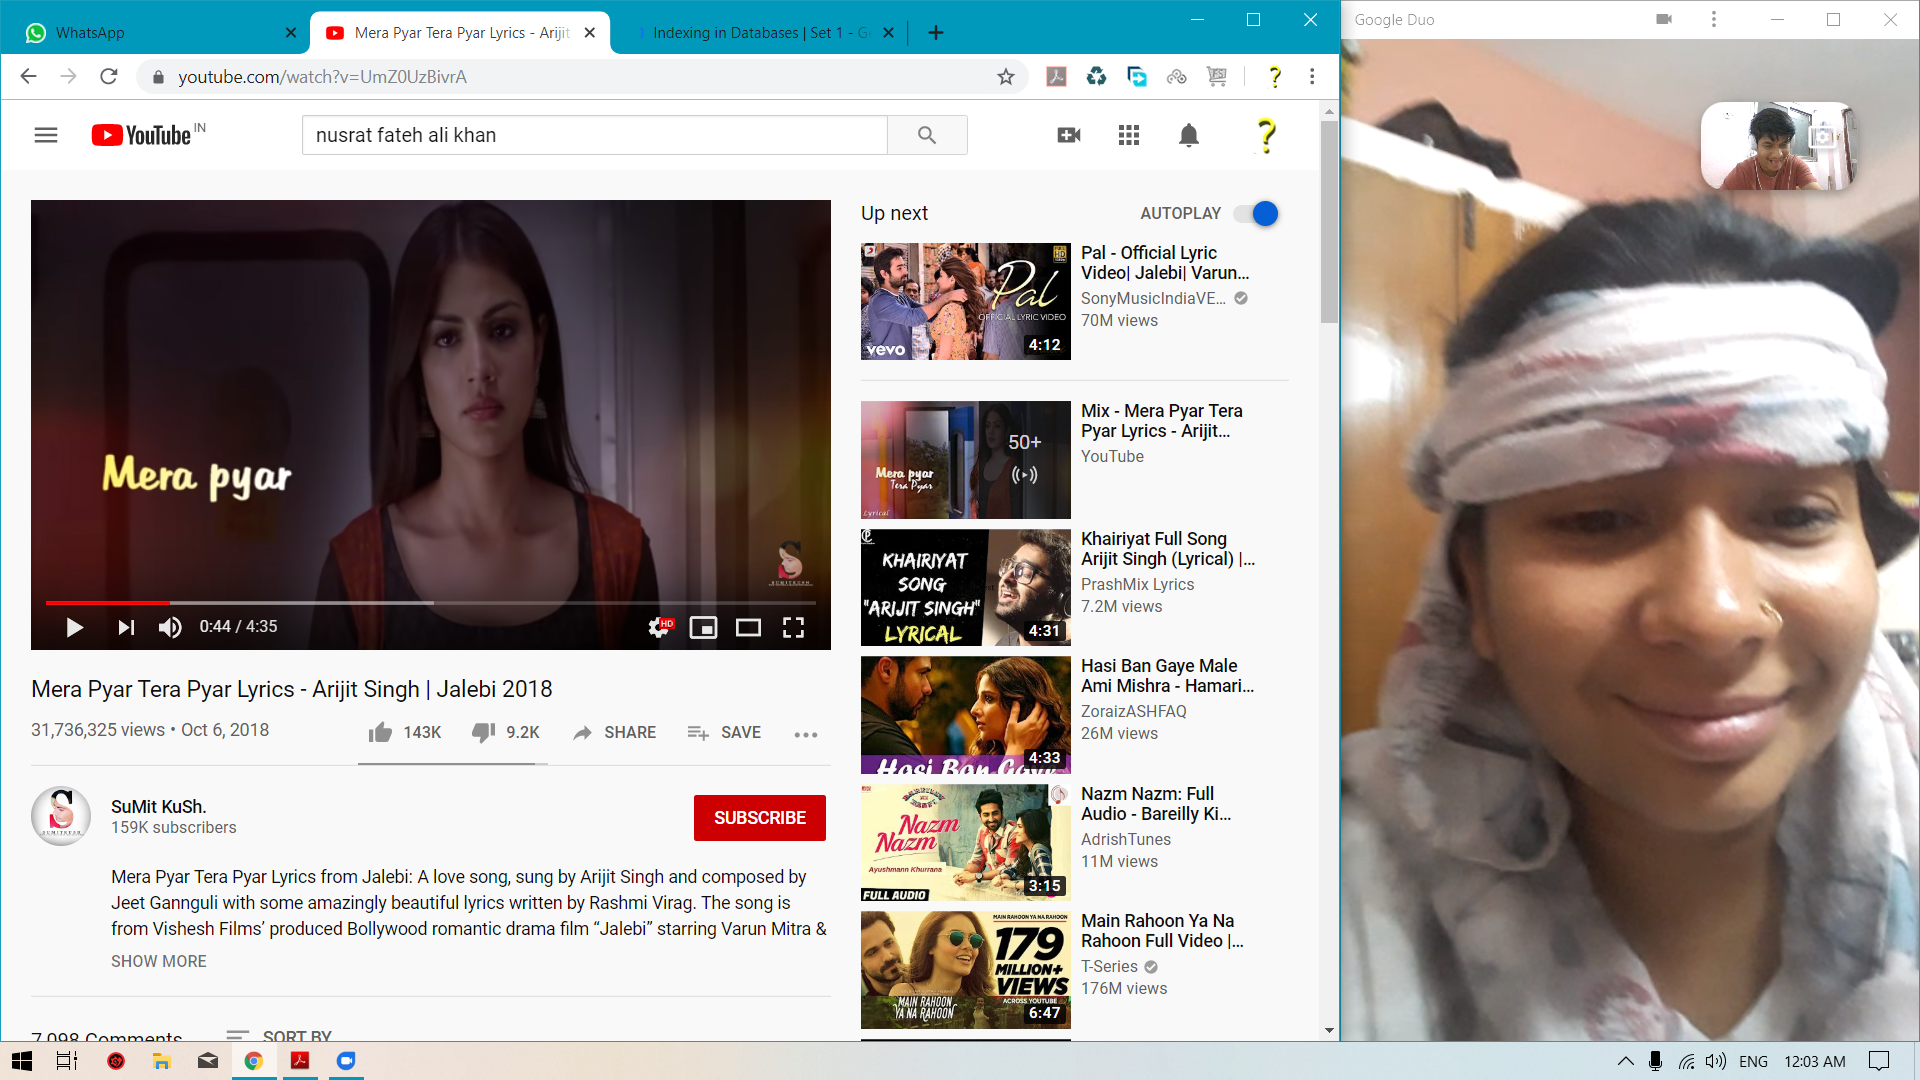 WhatsApp
Mera Pyar Tera Pyar Lyrics - Arijit
Indexing in Databases | Set 1 - G
Google Duo
youtube.com/watch?v=UmZ0UzBivrA
YouTube IN
nusrat fateh ali khan
Mera pyar
0:44 / 4:35
HD
Mera Pyar Tera Pyar Lyrics - Arijit Singh | Jalebi 2018
31,736,325 views • Oct 6, 2018
143K
9.2K
SHARE
SAVE
SuMit KuSh.
159K subscribers
SUBSCRIBE
Mera Pyar Tera Pyar Lyrics from Jalebi: A love song, sung by Arijit Singh and composed by
Jeet Gannguli with some amazingly beautiful lyrics written by Rashmi Virag. The song is
from Vishesh Films’ produced Bollywood romantic drama film “Jalebi” starring Varun Mitra &
SHOW MORE
7,098 Comments
SORT BY
Up next
AUTOPLAY
Pal
OFFICIAL LYRIC VIDEO
vevo
4:12
Pal - Official Lyric
Video| Jalebi| Varun...
SonyMusicIndiaVE...
70M views
Mera pyar
Tera Pyar
Lyrical
50+
Mix - Mera Pyar Tera
Pyar Lyrics - Arijit...
YouTube
KHAIRIYAT
SONG
"ARIJIT SINGH"
LYRICAL
4:31
Khairiyat Full Song
Arijit Singh (Lyrical) |...
PrashMix Lyrics
7.2M views
Hasi Ban Gaye
4:33
Hasi Ban Gaye Male
Ami Mishra - Hamari...
ZoraizASHFAQ
26M views
Nazm
Nazm
Ayushmann Khurrana
FULL AUDIO
3:15
Nazm Nazm: Full
Audio - Bareilly Ki...
AdrishTunes
11M views
MAIN RAHOON YA NA RAHOON
179
MILLION+
VIEWS
ACROSS YOUTUBE
MAIN RAHOON
YA NA RAHOON
6:47
Main Rahoon Ya Na
Rahoon Full Video |...
T-Series
176M views
ENG
12:03 AM